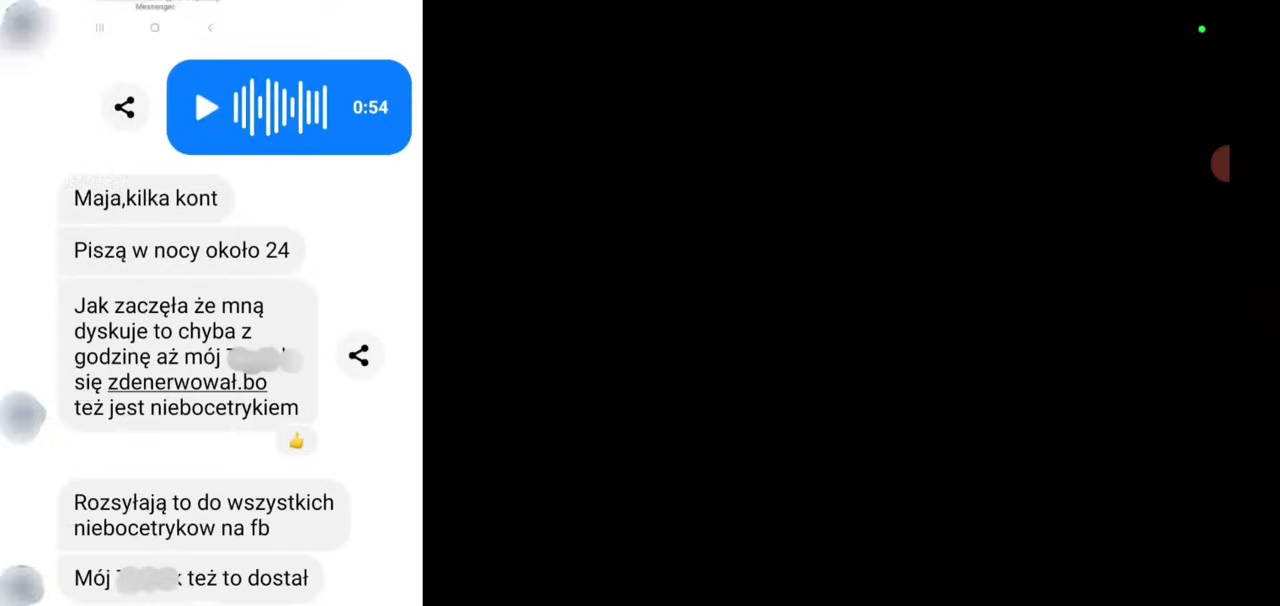 Messenger
0:54
Maja,kilka kont
Piszą w nocy około 24
Jak zaczęła że mną
dyskuje to chyba z
godzinę aż mój
się zdenerwował.bo
też jest niebocetrykiem
Rozsyłają to do wszystkich
niebocetrykow na fb
Mój też to dostał